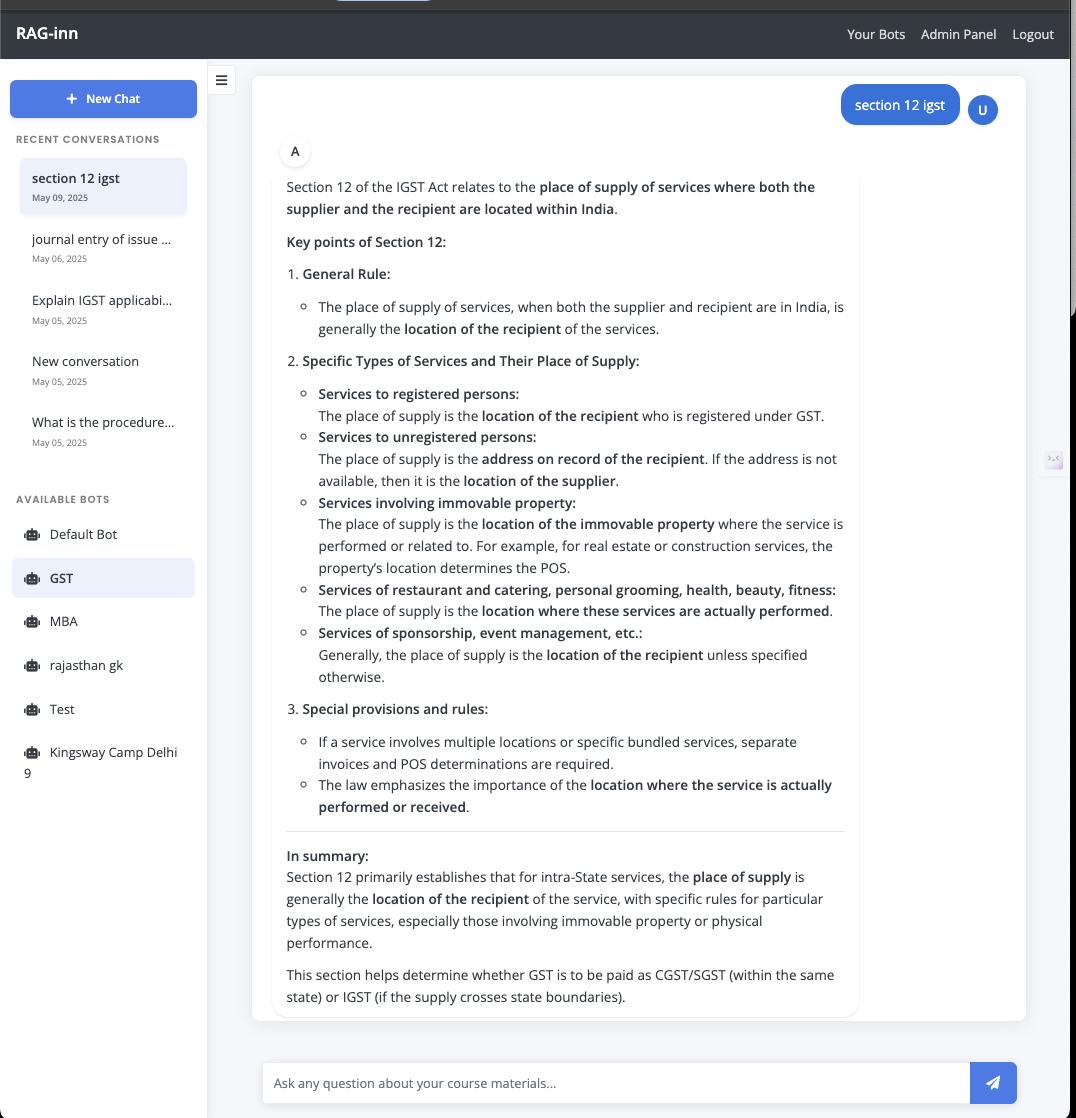 RAG-inn
Your Bots
Admin Panel
Logout
+ New Chat
RECENT CONVERSATIONS
section 12 igst
May 09, 2025
journal entry of issue ...
May 06, 2025
Explain IGST applicabi...
May 05, 2025
New conversation
May 05, 2025
What is the procedure...
May 05, 2025
AVAILABLE BOTS
Default Bot
GST
MBA
rajasthan gk
Test
Kingsway Camp Delhi
9
section 12 igst
U
A
Section 12 of the IGST Act relates to the place of supply of services where both the
supplier and the recipient are located within India.
Key points of Section 12:
1. General Rule:
The place of supply of services, when both the supplier and recipient are in India, is
generally the location of the recipient of the services.
2. Specific Types of Services and Their Place of Supply:
Services to registered persons:
The place of supply is the location of the recipient who is registered under GST.
Services to unregistered persons:
The place of supply is the address on record of the recipient. If the address is not
available, then it is the location of the supplier.
Services involving immovable property:
The place of supply is the location of the immovable property where the service is
performed or related to. For example, for real estate or construction services, the
property’s location determines the POS.
Services of restaurant and catering, personal grooming, health, beauty, fitness:
The place of supply is the location where these services are actually performed.
Services of sponsorship, event management, etc.:
Generally, the place of supply is the location of the recipient unless specified
otherwise.
3. Special provisions and rules:
If a service involves multiple locations or specific bundled services, separate
invoices and POS determinations are required.
The law emphasizes the importance of the location where the service is actually
performed or received.
In summary:
Section 12 primarily establishes that for intra-State services, the place of supply is
generally the location of the recipient of the service, with specific rules for particular
types of services, especially those involving immovable property or physical
performance.
This section helps determine whether GST is to be paid as CGST/SGST (within the same
state) or IGST (if the supply crosses state boundaries).
Ask any question about your course materials...